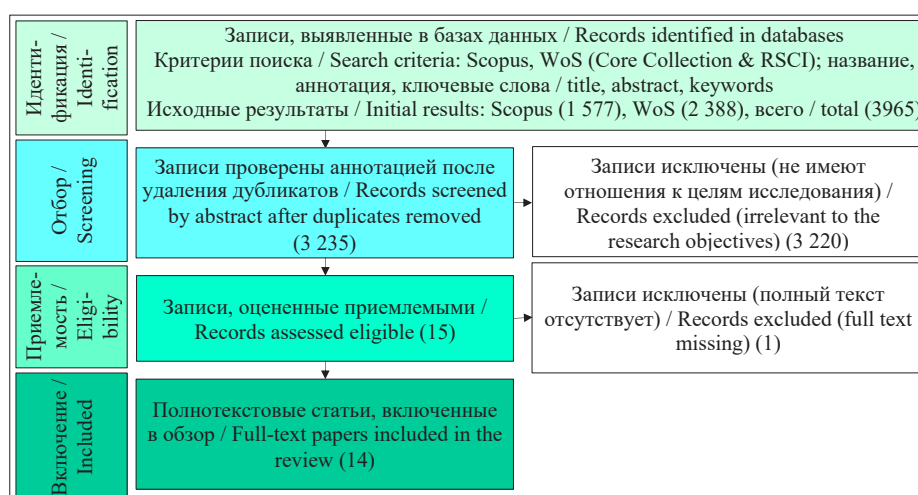 Иденти-
фикация /
Identi-
fication
Записи, выявленные в базах данных / Records identified in databases
Критерии поиска / Search criteria: Scopus, WoS (Core Collection & RSCI); название,
аннотация, ключевые слова / title, abstract, keywords
Исходные результаты / Initial results: Scopus (1 577), WoS (2 388), всего / total (3965)
Отбор /
Screening
Записи проверены аннотацией после
удаления дубликатов / Records screened
by abstract after duplicates removed
(3 235)
Записи исключены (не имеют
отношения к целям исследования) /
Records excluded (irrelevant to the
research objectives) (3 220)
Приемле-
мость /
Eligi-
bility
Записи, оцененные приемлемыми /
Records assessed eligible (15)
Записи исключены (полный текст
отсутствует) / Records excluded (full text
missing) (1)
Включение /
Included
Полнотекстовые статьи, включенные
в обзор / Full-text papers included in the
review (14)